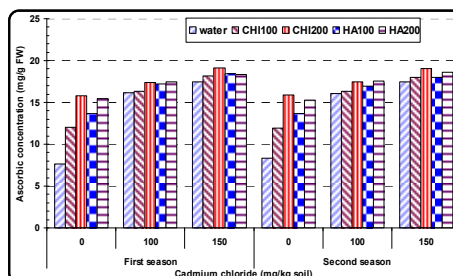 water CHI100 CHI200 HA100 HA200
Ascorbic concentration (mg/g FW)
25
20
15
10
5
0
0 100 150 0 100 150
First season Second season
Cadmium chloride (mg/kg soil)